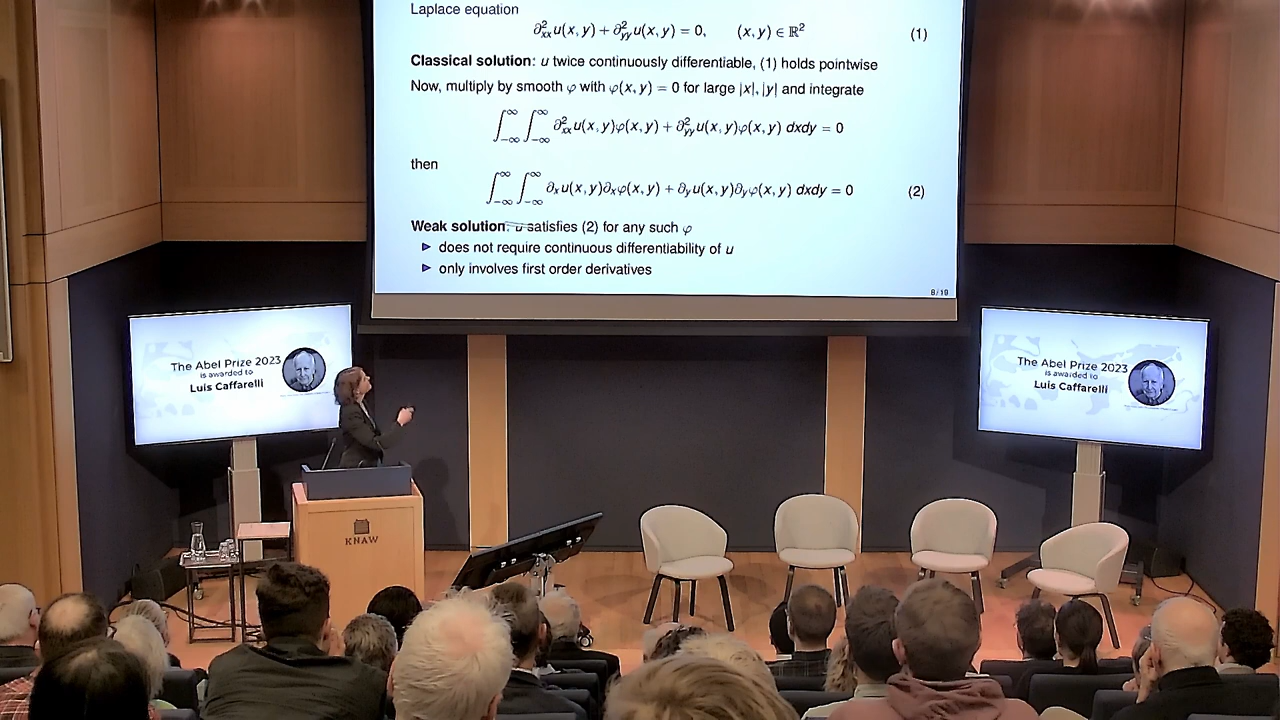 Laplace equation
∂²ₓₓu(x, y) + ∂²ᵧᵧu(x, y) = 0, (x, y) ∈ ℝ² (1)
Classical solution: u twice continuously differentiable, (1) holds pointwise
Now, multiply by smooth φ with φ(x, y) = 0 for large |x|, |y| and integrate
∫_{-∞}^{∞} ∫_{-∞}^{∞} ∂²ₓₓu(x, y)φ(x, y) + ∂²ᵧᵧu(x, y)φ(x, y) dxdy = 0
then
∫_{-∞}^{∞} ∫_{-∞}^{∞} ∂ₓu(x, y)∂ₓφ(x, y) + ∂ᵧu(x, y)∂ᵧφ(x, y) dxdy = 0 (2)
Weak solution: u satisfies (2) for any such φ
▶ does not require continuous differentiability of u
▶ only involves first order derivatives
8/19
The Abel Prize 2023
is awarded to
Luis Caffarelli
The Abel Prize 2023
is awarded to
Luis Caffarelli
KNAW